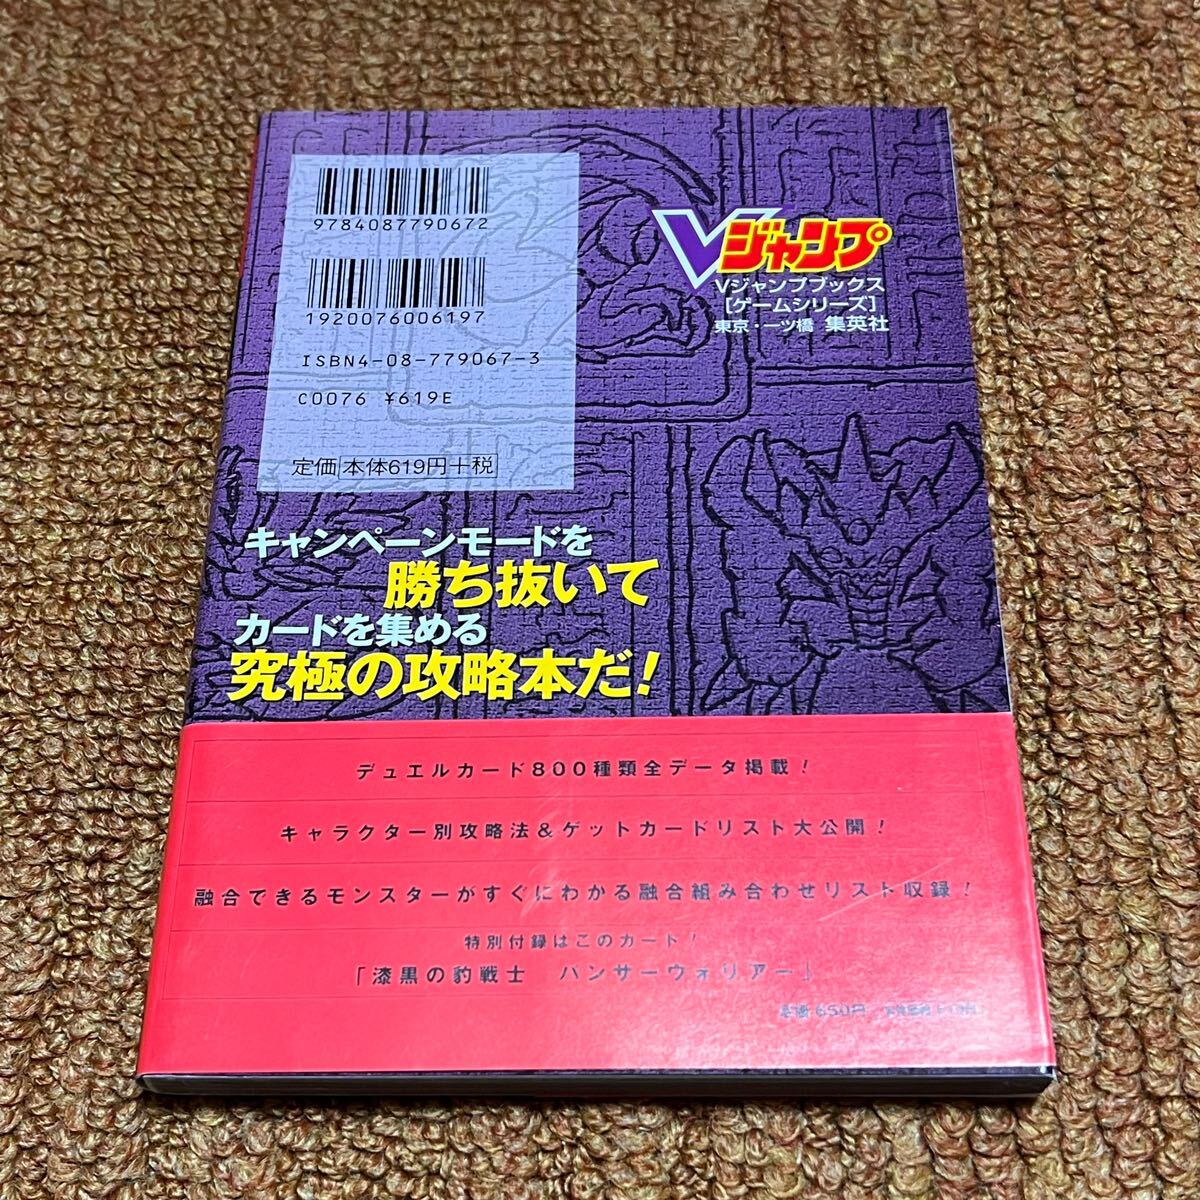 9784087790672
1920076006197
ISBN4-08-779067-3
C0076 ¥619E
定価 本体619円+税
Vジャンプ
Vジャンプブックス
[ゲームシリーズ]
東京・一ツ橋 集英社
キャンペーンモードを
勝ち抜いて
カードを集める
究極の攻略本だ!
デュエルカード800種類全データ掲載!
キャラクター別攻略法&ゲットカードリスト大公開!
融合できるモンスターがすぐにわかる融合組み合わせリスト収録!
特別付録はこのカード!
「漆黒の豹戦士 パンサーウォリアー」
定価650円